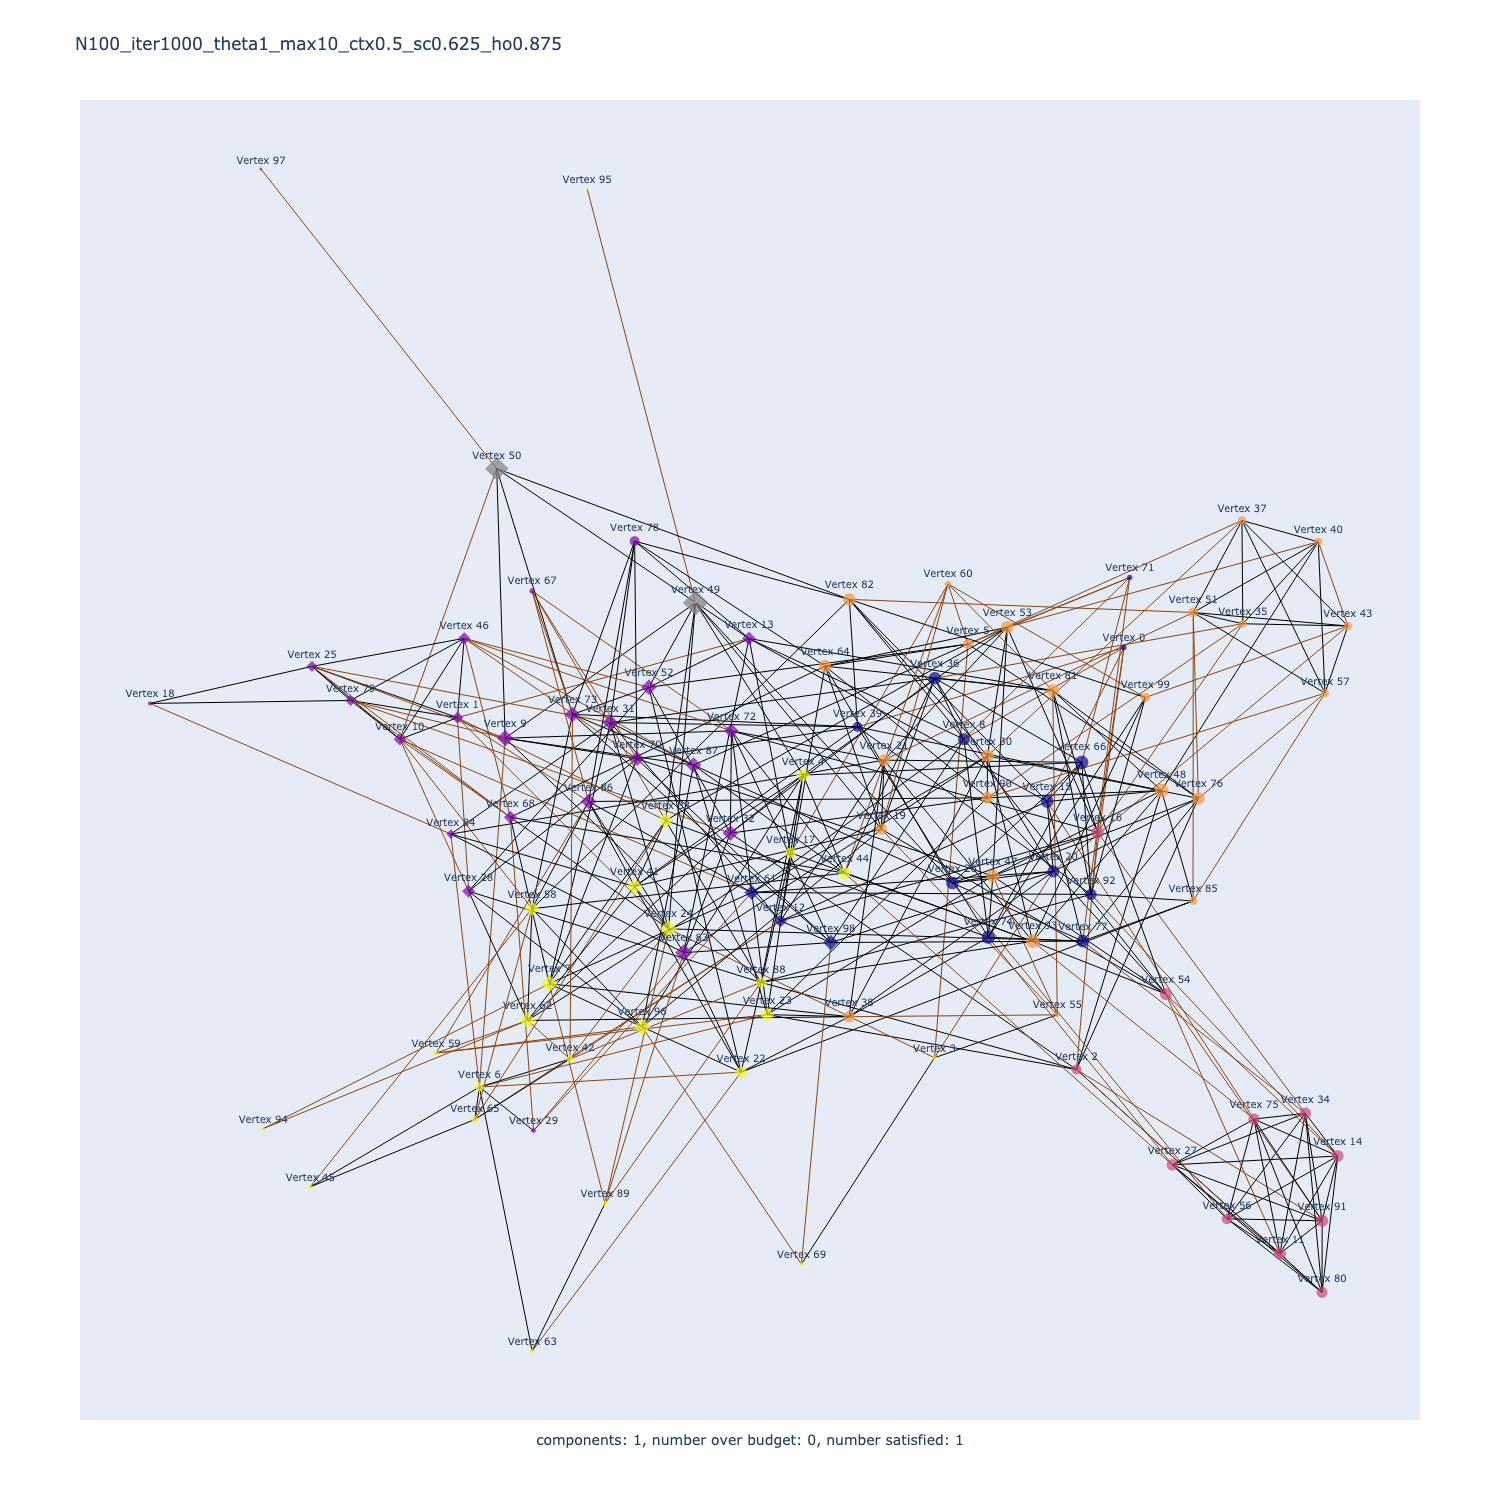 N100_iter1000_theta1_max10_ctx0.5_sc0.625_ho0.875
Vertex 97
Vertex 95
Vertex 50
Vertex 37
Vertex 78
Vertex 40
Vertex 71
Vertex 60
Vertex 67
Vertex 82
Vertex 49
Vertex 51
Vertex 35
Vertex 43
Vertex 53
Vertex 46
Vertex 13
Vertex 5
Vertex 0
Vertex 25
Vertex 64
Vertex 52
Vertex 36
Vertex 81
Vertex 57
Vertex 18
Vertex 99
Vertex 1
Vertex 73
Vertex 31
Vertex 10
Vertex 9
Vertex 72
Vertex 39
Vertex 8
Vertex 87
Vertex 21
Vertex 66
Vertex 4
Vertex 48
Vertex 76
Vertex 86
Vertex 15
Vertex 68
Vertex 32
Vertex 19
Vertex 16
Vertex 17
Vertex 44
Vertex 41
Vertex 47
Vertex 20
Vertex 28
Vertex 58
Vertex 61
Vertex 92
Vertex 85
Vertex 24
Vertex 12
Vertex 98
Vertex 74
Vertex 93
Vertex 77
Vertex 83
Vertex 7
Vertex 88
Vertex 54
Vertex 62
Vertex 96
Vertex 23
Vertex 38
Vertex 55
Vertex 59
Vertex 42
Vertex 22
Vertex 3
Vertex 2
Vertex 6
Vertex 65
Vertex 29
Vertex 94
Vertex 75
Vertex 34
Vertex 14
Vertex 27
Vertex 45
Vertex 89
Vertex 56
Vertex 91
Vertex 11
Vertex 69
Vertex 80
Vertex 63
components: 1, number over budget: 0, number satisfied: 1